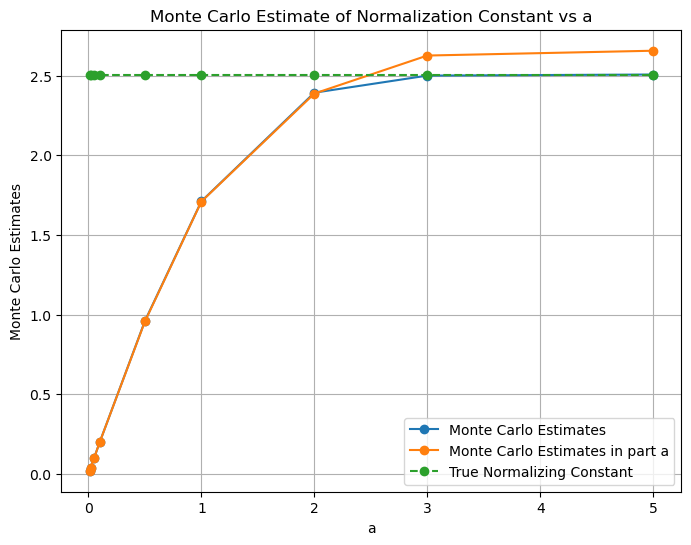 Monte Carlo Estimate of Normalization Constant vs a
Monte Carlo Estimates
2.5
2.0
1.5
1.0
0.5
0.0
Monte Carlo Estimates
Monte Carlo Estimates in part a
True Normalizing Constant
0
1
2
3
4
5
a